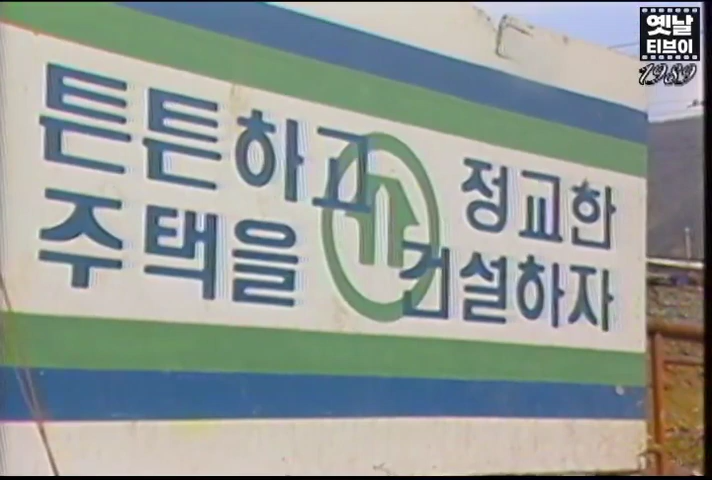 옛날
티브이
1989
튼튼하고 정교한
주택을 건설하자